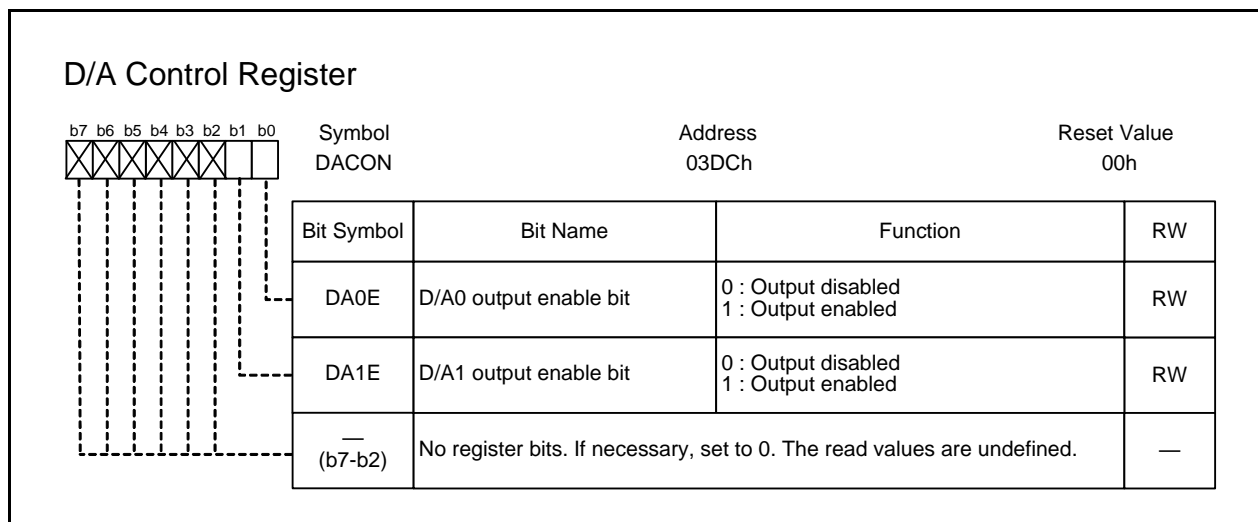 D/A Control Register
b7 b6 b5 b4 b3 b2 b1 b0
Symbol Address Reset Value
DACON 03DCh 00h
Bit Symbol Bit Name Function RW
DA0E D/A0 output enable bit 0 : Output disabled RW
1 : Output enabled
DA1E D/A1 output enable bit 0 : Output disabled RW
1 : Output enabled
—
(b7-b2) No register bits. If necessary, set to 0. The read values are undefined. —